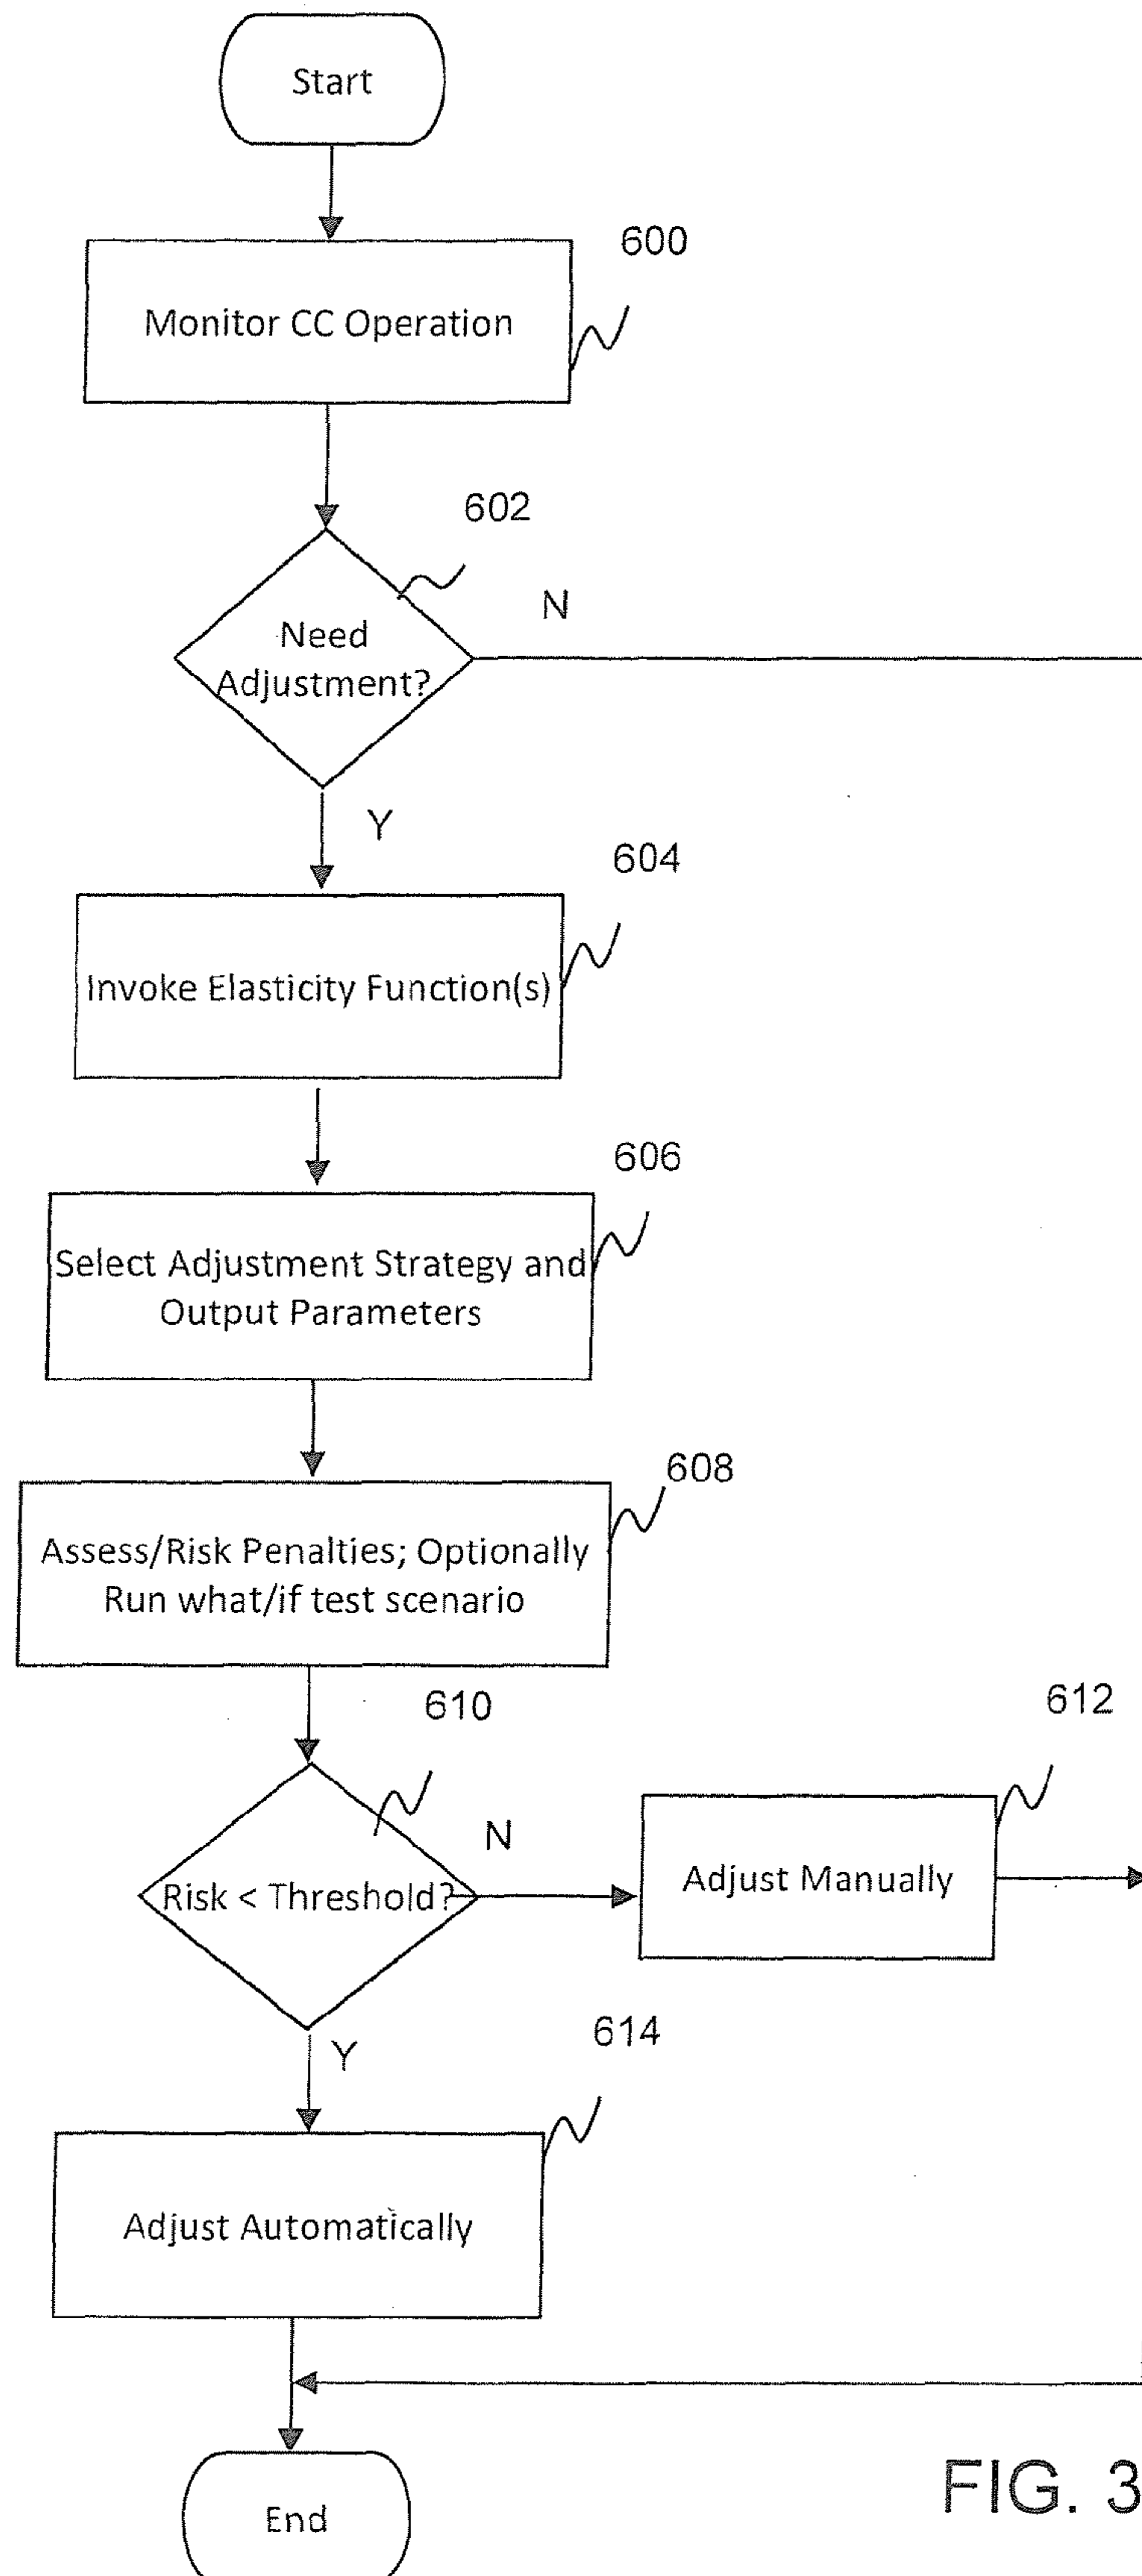 Start
600
Monitor CC Operation
602
N
Need
Adjustment?
Y
604
Invoke Elasticity Function(s)
606
Select Adjustment Strategy and
Output Parameters
608
Assess/Risk Penalties; Optionally
Run what/if test scenario
610
612
N
Risk < Threshold?
Adjust Manually
Y
614
Adjust Automatically
End
FIG. 3